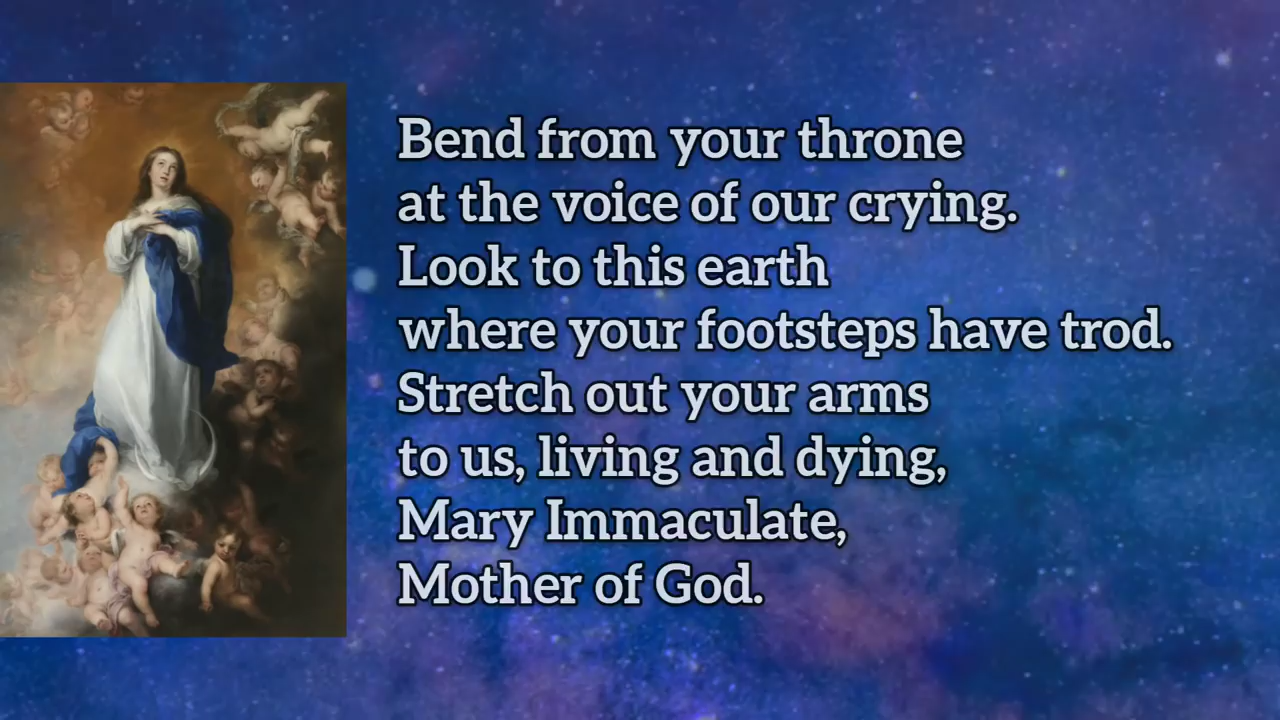 Bend from your throne
at the voice of our crying.
Look to this earth
where your footsteps have trod.
Stretch out your arms
to us, living and dying,
Mary Immaculate,
Mother of God.